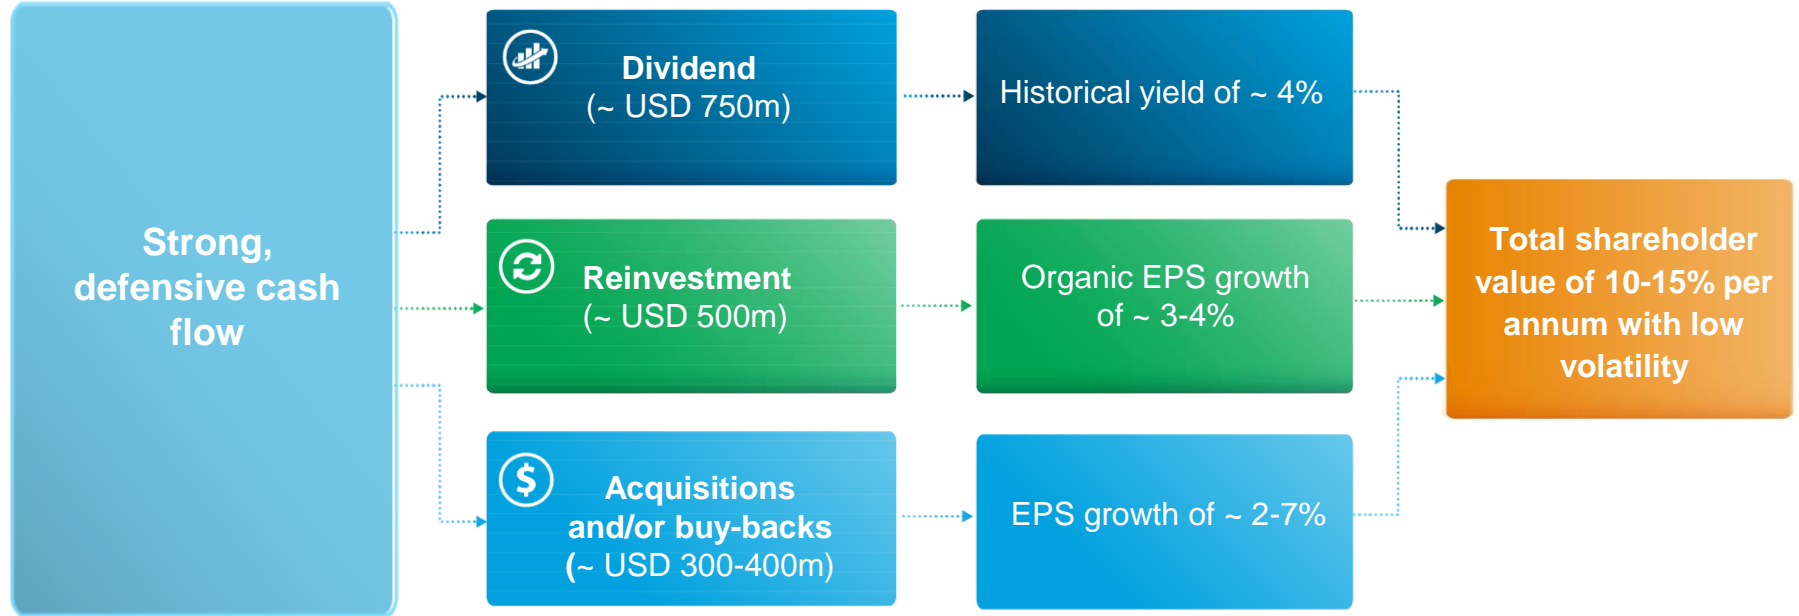 Strong,
defensive cash
flow
Dividend
(~ USD 750m)
Historical yield of ~ 4%
Reinvestment
(~ USD 500m)
Organic EPS growth
of ~ 3-4%
Acquisitions
and/or buy-backs
(~ USD 300-400m)
EPS growth of ~ 2-7%
Total shareholder
value of 10-15% per
annum with low
volatility